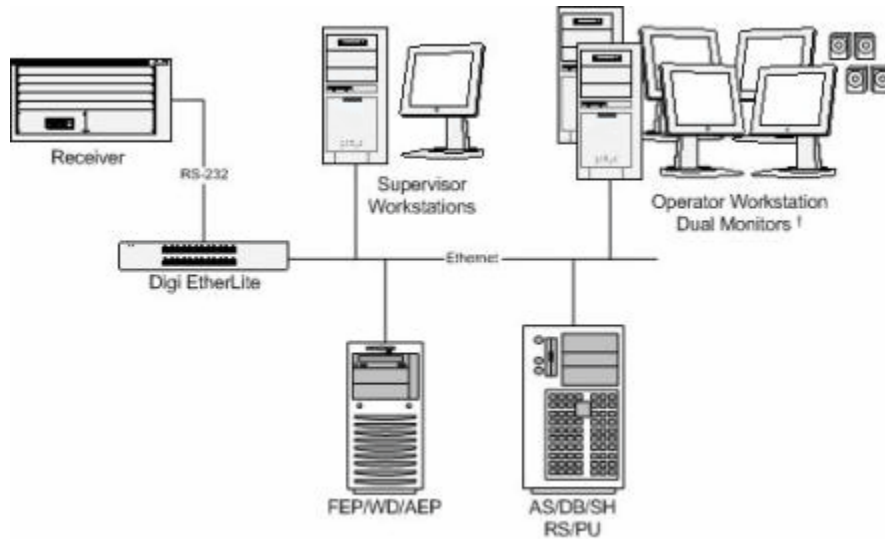 Receiver
RS-232
Supervisor
Workstations
Operator Workstation
Dual Monitors †
Digi EtherLite
Ethernet
FEP/WD/AEP
AS/DB/SH
RS/PU